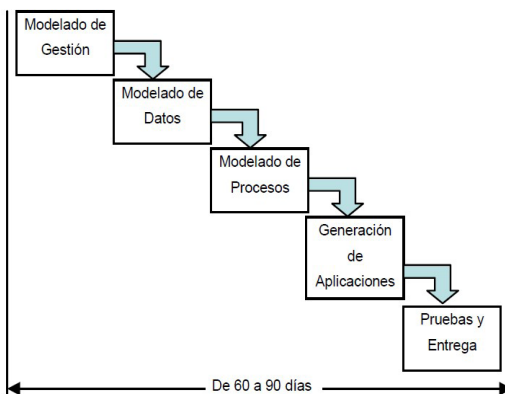 Modelado de
Gestión
Modelado de
Datos
Modelado de
Procesos
Generación
de
Aplicaciones
Pruebas y
Entrega
De 60 a 90 días